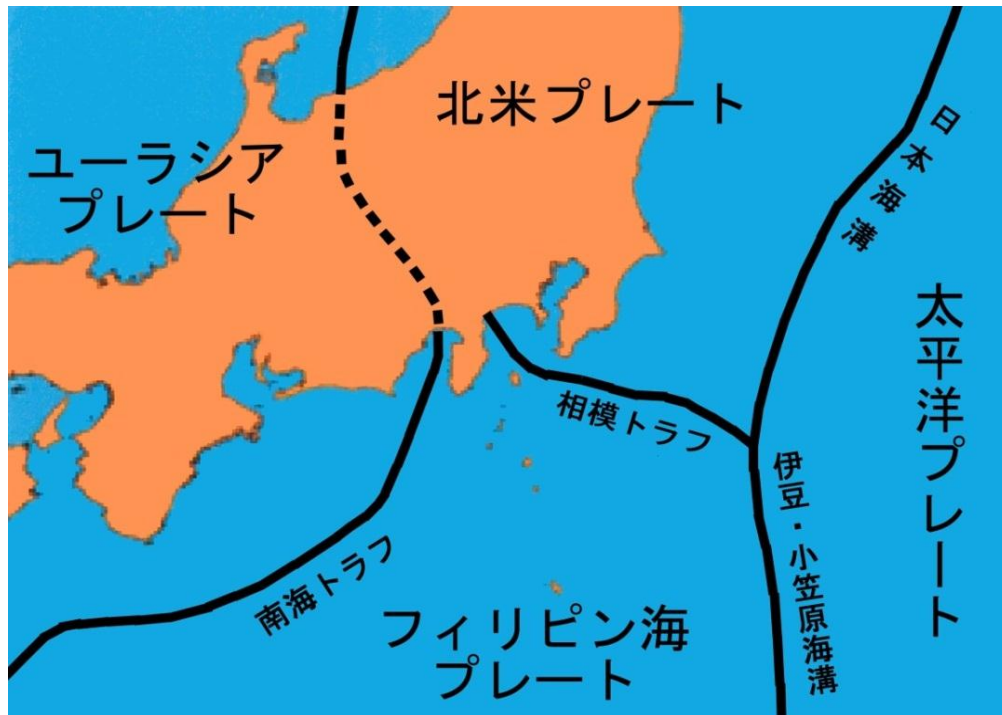 北米プレート
ユーラシア
プレート
日本海溝
太平洋プレート
相模トラフ
伊豆・小笠原海溝
南海トラフ
フィリピン海
プレート